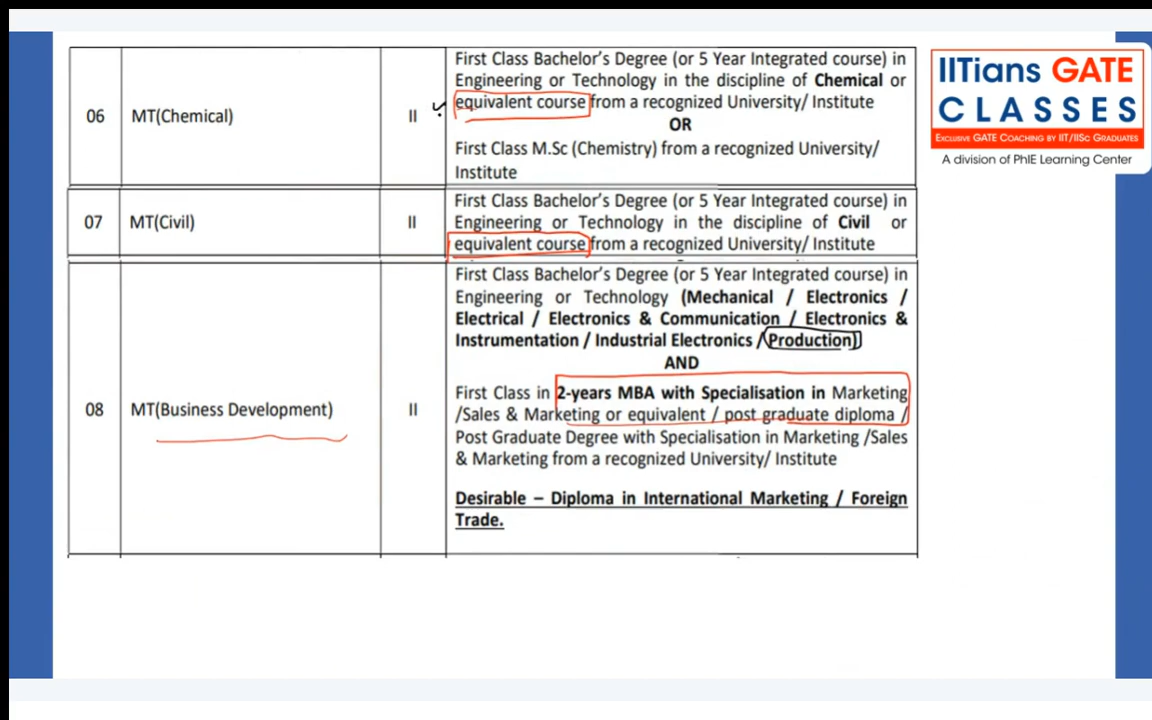 06
MT(Chemical)
II
First Class Bachelor's Degree (or 5 Year Integrated course) in
Engineering or Technology in the discipline of Chemical or
equivalent course from a recognized University/ Institute
OR
First Class M.Sc (Chemistry) from a recognized University/
Institute
07
MT(Civil)
II
First Class Bachelor's Degree (or 5 Year Integrated course) in
Engineering or Technology in the discipline of Civil or
equivalent course from a recognized University/ Institute
08
MT(Business Development)
II
First Class Bachelor's Degree (or 5 Year Integrated course) in
Engineering or Technology (Mechanical / Electronics /
Electrical / Electronics & Communication / Electronics &
Instrumentation / Industrial Electronics / Production)
AND
First Class in 2-years MBA with Specialisation in Marketing
/Sales & Marketing or equivalent / post graduate diploma /
Post Graduate Degree with Specialisation in Marketing /Sales
& Marketing from a recognized University/ Institute
Desirable – Diploma in International Marketing / Foreign
Trade.
IITians GATE
CLASSES
EXCLUSIVE GATE COACHING BY IIT/IISc GRADUATES
A division of PhIE Learning Center